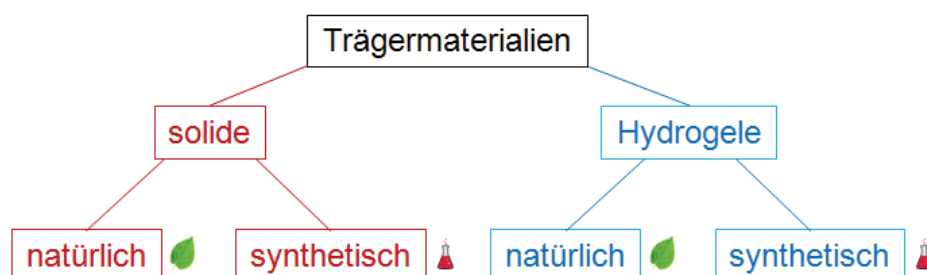 Trägermaterialien
solide
Hydrogele
natürlich
synthetisch
natürlich
synthetisch